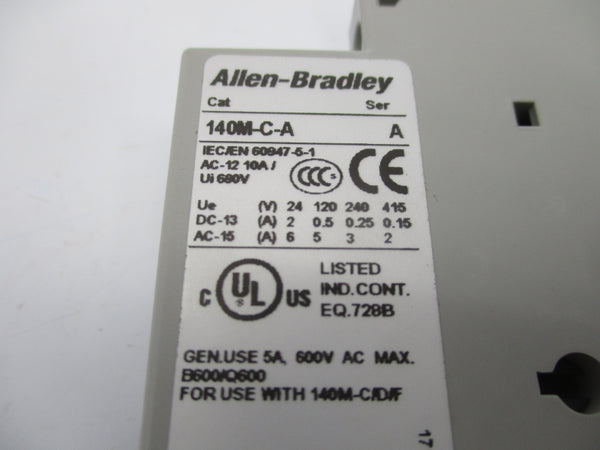 Allen-Bradley
Cat Ser
140M-C-A A
IEC/EN 60947-5-1
AC-12 10A /
Ui 690V
CCC S CE
Ue (V) 24 120 240 415
DC-13 (A) 2 0.5 0.25 0.15
AC-15 (A) 6 5 3 2
C UL US
LISTED
IND.CONT.
EQ.728B
GEN.USE 5A, 600V AC MAX.
B600/Q600
FOR USE WITH 140M-C/D/F
17